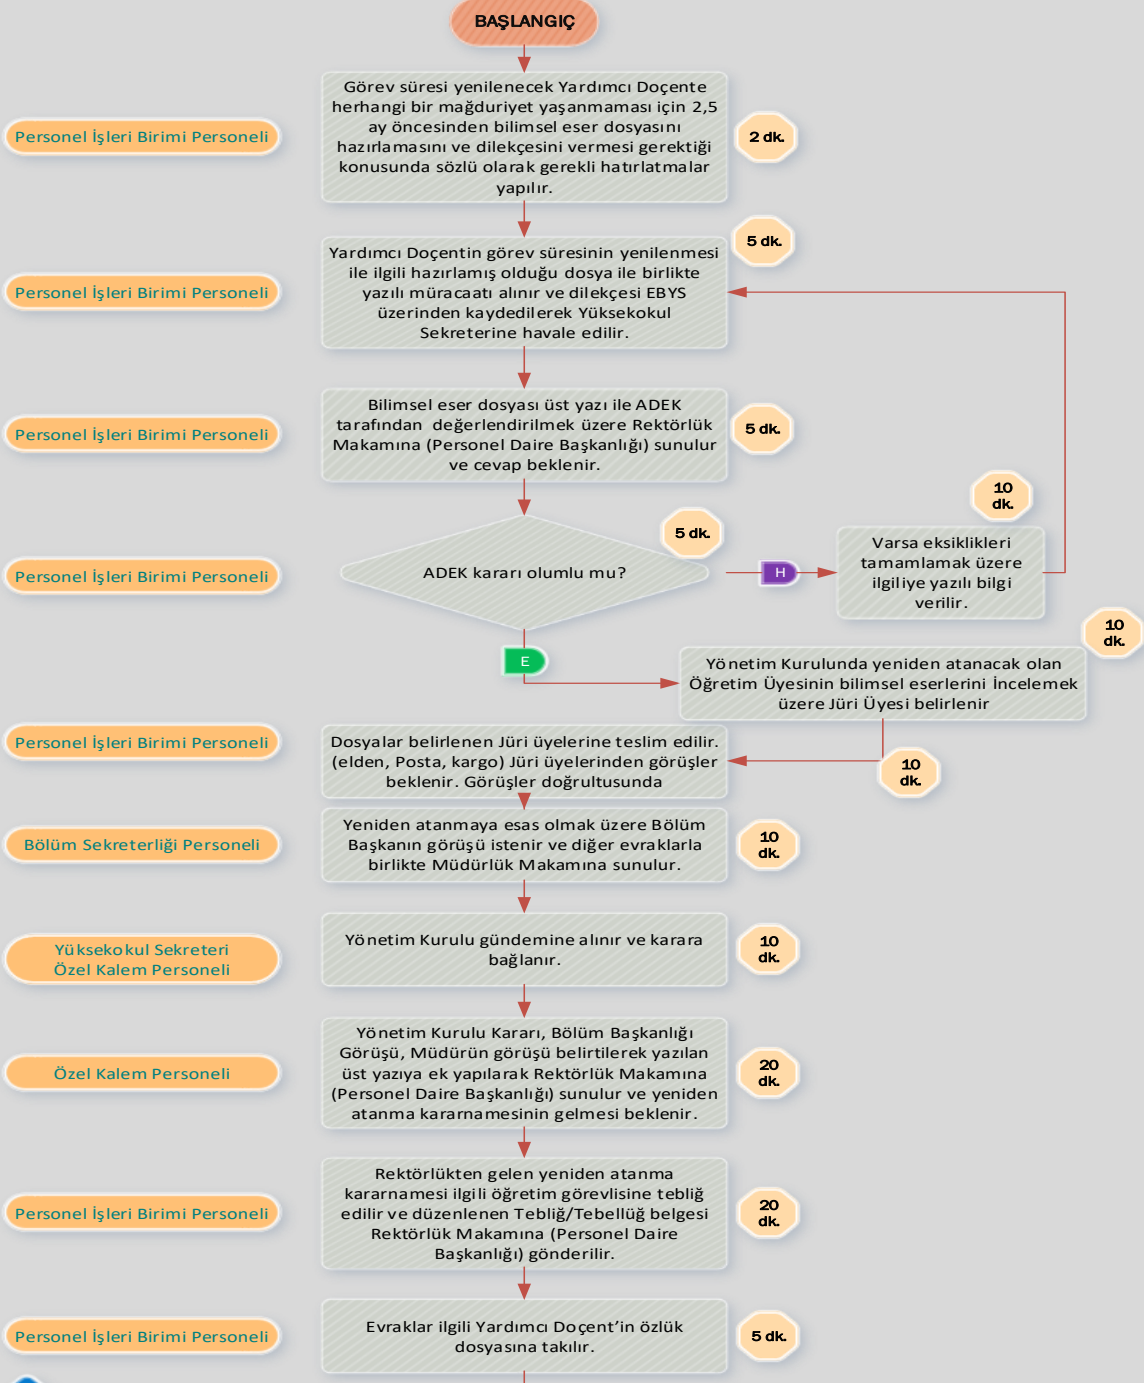 BAŞLANGIÇ
Personel İşleri Birimi Personeli
Görev süresi yenilenecek Yardımcı Doçente
herhangi bir mağduriyet yaşanmaması için 2,5
ay öncesinden bilimsel eser dosyasını
hazırlamasını ve dilekçesini vermesi gerektiği
konusunda sözlü olarak gerekli hatırlatmalar
yapılır.
2 dk.
Personel İşleri Birimi Personeli
Yardımcı Doçentin görev süresinin yenilenmesi
ile ilgili hazırlamış olduğu dosya ile birlikte
yazılı müracaatı alınır ve dilekçesi EBYS
üzerinden kaydedilerek Yüksekokul
Sekreterine havale edilir.
5 dk.
Personel İşleri Birimi Personeli
Bilimsel eser dosyası üst yazı ile ADEK
tarafından değerlendirilmek üzere Rektörlük
Makamına (Personel Daire Başkanlığı) sunulur
ve cevap beklenir.
5 dk.
Personel İşleri Birimi Personeli
ADEK kararı olumlu mu?
5 dk.
H
Varsa eksiklikleri
tamamlamak üzere
ilgiliye yazılı bilgi
verilir.
10
dk.
E
Yönetim Kurulunda yeniden atanacak olan
Öğretim Üyesinin bilimsel eserlerini İncelemek
üzere Jüri Üyesi belirlenir
10
dk.
Personel İşleri Birimi Personeli
Dosyalar belirlenen Jüri üyelerine teslim edilir.
(elden, Posta, kargo) Jüri üyelerinden görüşler
beklenir. Görüşler doğrultusunda
10
dk.
Bölüm Sekreterliği Personeli
Yeniden atanmaya esas olmak üzere Bölüm
Başkanın görüşü istenir ve diğer evraklarla
birlikte Müdürlük Makamına sunulur.
10
dk.
Yüksekokul Sekreteri
Özel Kalem Personeli
Yönetim Kurulu gündemine alınır ve karara
bağlanır.
10
dk.
Özel Kalem Personeli
Yönetim Kurulu Kararı, Bölüm Başkanlığı
Görüşü, Müdürün görüşü belirtilerek yazılan
üst yazıya ek yapılarak Rektörlük Makamına
(Personel Daire Başkanlığı) sunulur ve yeniden
atanma kararnamesinin gelmesi beklenir.
20
dk.
Personel İşleri Birimi Personeli
Rektörlükten gelen yeniden atanma
kararnamesi ilgili öğretim görevlisine tebliğ
edilir ve düzenlenen Tebliğ/Tebellüğ belgesi
Rektörlük Makamına (Personel Daire
Başkanlığı) gönderilir.
20
dk.
Personel İşleri Birimi Personeli
Evraklar ilgili Yardımcı Doçent’in özlük
dosyasına takılır.
5 dk.